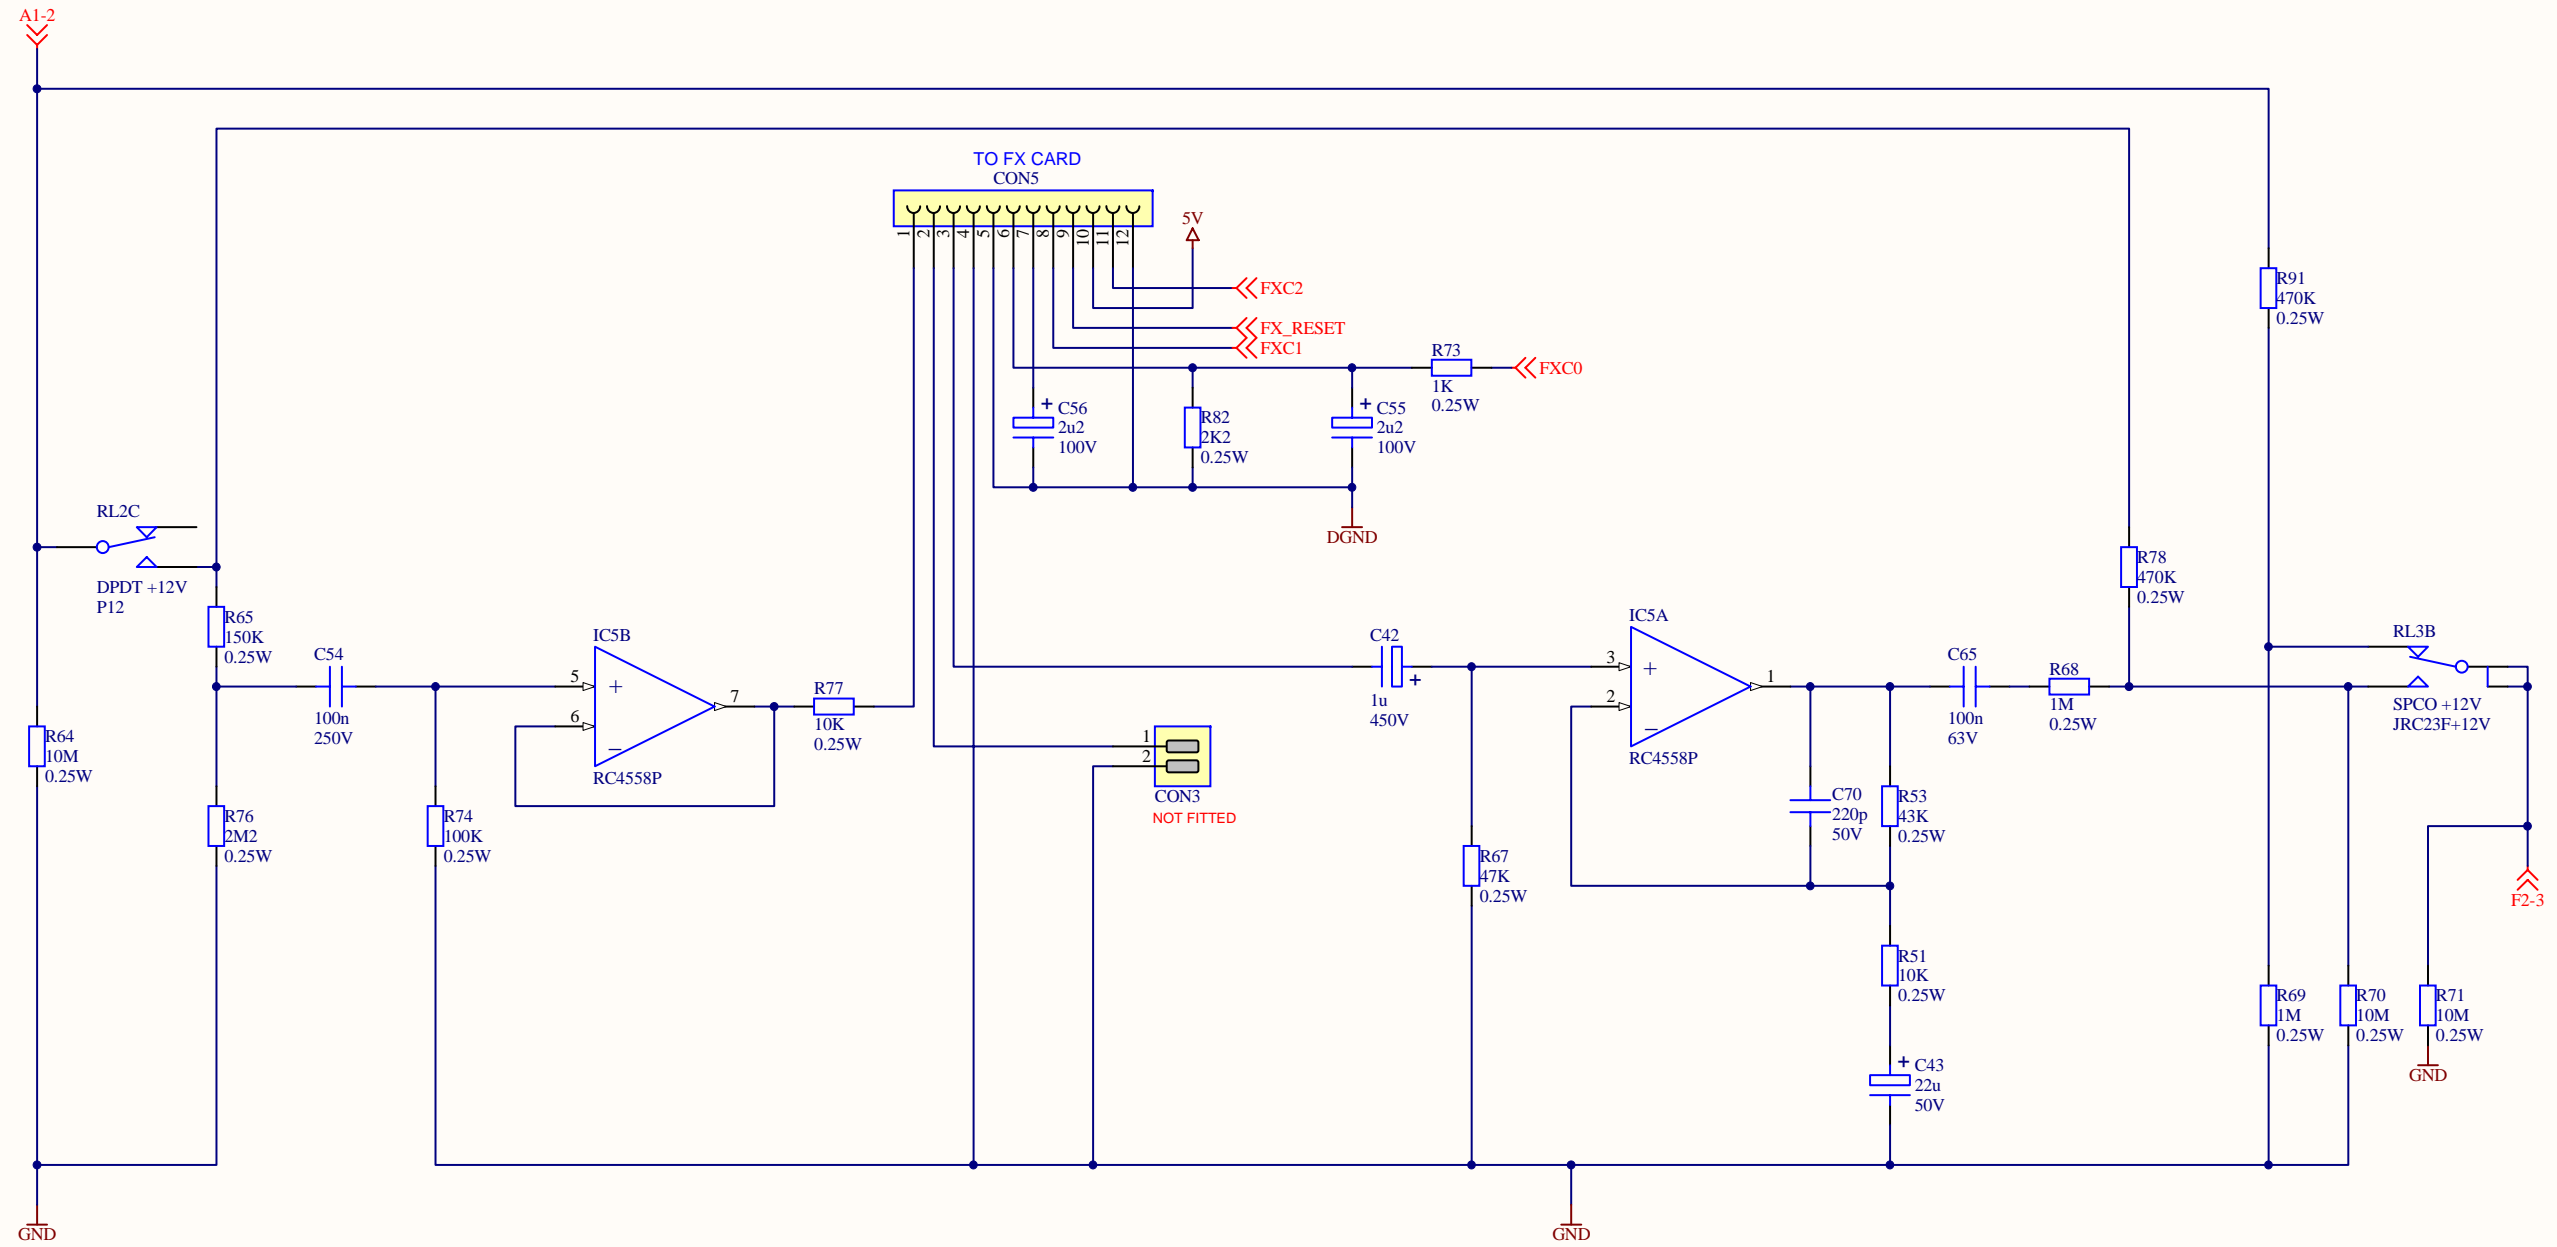 A1-2
TO FX CARD
CON5
1
2
3
4
5
6
7
8
9
10
11
12
5V
FXC2
FX_RESET
FXC1
R73
1K
0.25W
FXC0
+
C56
2u2
100V
R82
2K2
0.25W
+
C55
2u2
100V
DGND
R91
470K
0.25W
RL2C
DPDT +12V
P12
R65
150K
0.25W
R78
470K
0.25W
C54
100n
250V
IC5B
5
6
7
+
−
RC4558P
R77
10K
0.25W
C42
+
1u
450V
IC5A
3
2
1
+
−
RC4558P
C65
100n
63V
R68
1M
0.25W
RL3B
SPCO +12V
JRC23F+12V
R64
10M
0.25W
R76
2M2
0.25W
R74
100K
0.25W
1
2
CON3
NOT FITTED
R67
47K
0.25W
C70
220p
50V
R53
43K
0.25W
F2-3
R51
10K
0.25W
R69
1M
0.25W
R70
10M
0.25W
R71
10M
0.25W
GND
+
C43
22u
50V
GND
GND